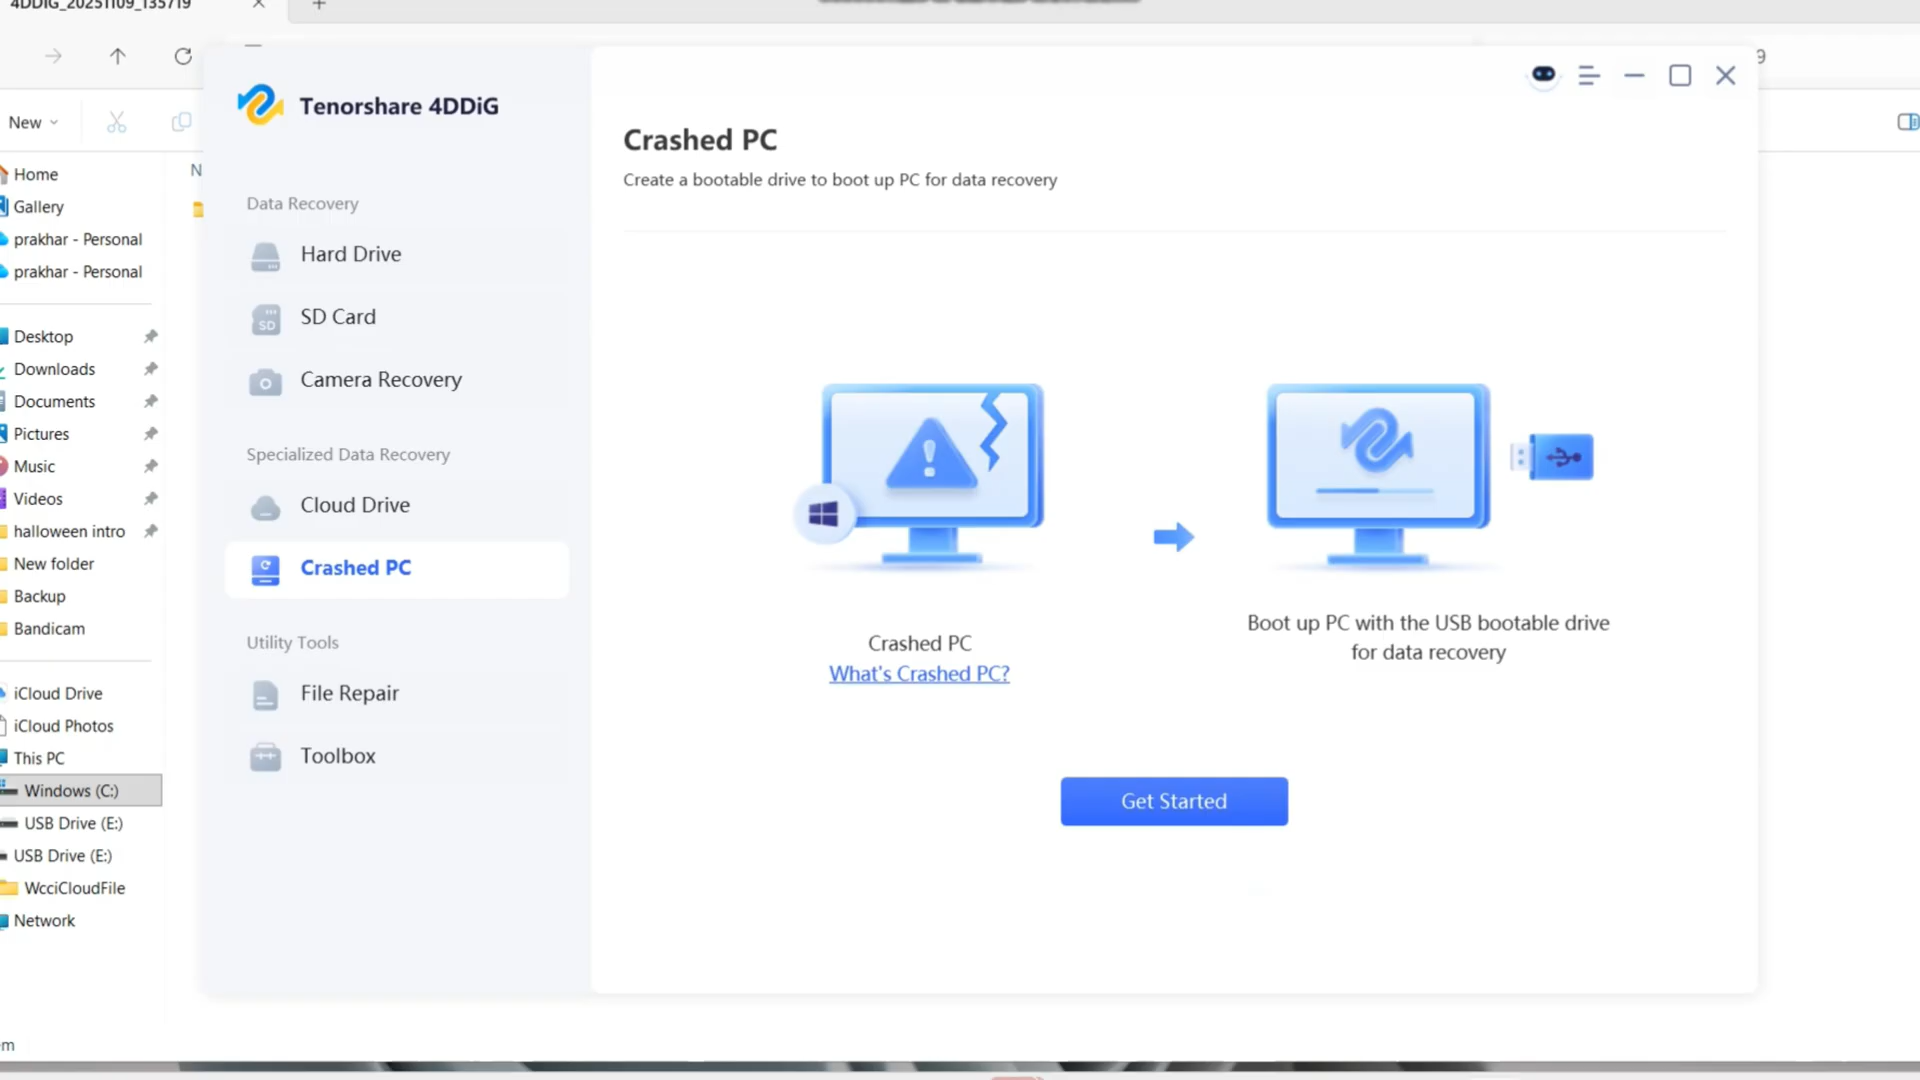 4DDiG_20251109_135719
New
Home
Gallery
prakhar - Personal
prakhar - Personal
Desktop
Downloads
Documents
Pictures
Music
Videos
halloween intro
New folder
Backup
Bandicam
iCloud Drive
iCloud Photos
This PC
Windows (C:)
USB Drive (E:)
USB Drive (E:)
WcciCloudFile
Network
N
Tenorshare 4DDiG
Data Recovery
Hard Drive
SD
SD Card
Camera Recovery
Specialized Data Recovery
Cloud Drive
Crashed PC
Utility Tools
File Repair
Toolbox
Crashed PC
Create a bootable drive to boot up PC for data recovery
Crashed PC
What's Crashed PC?
Boot up PC with the USB bootable drive
for data recovery
Get Started